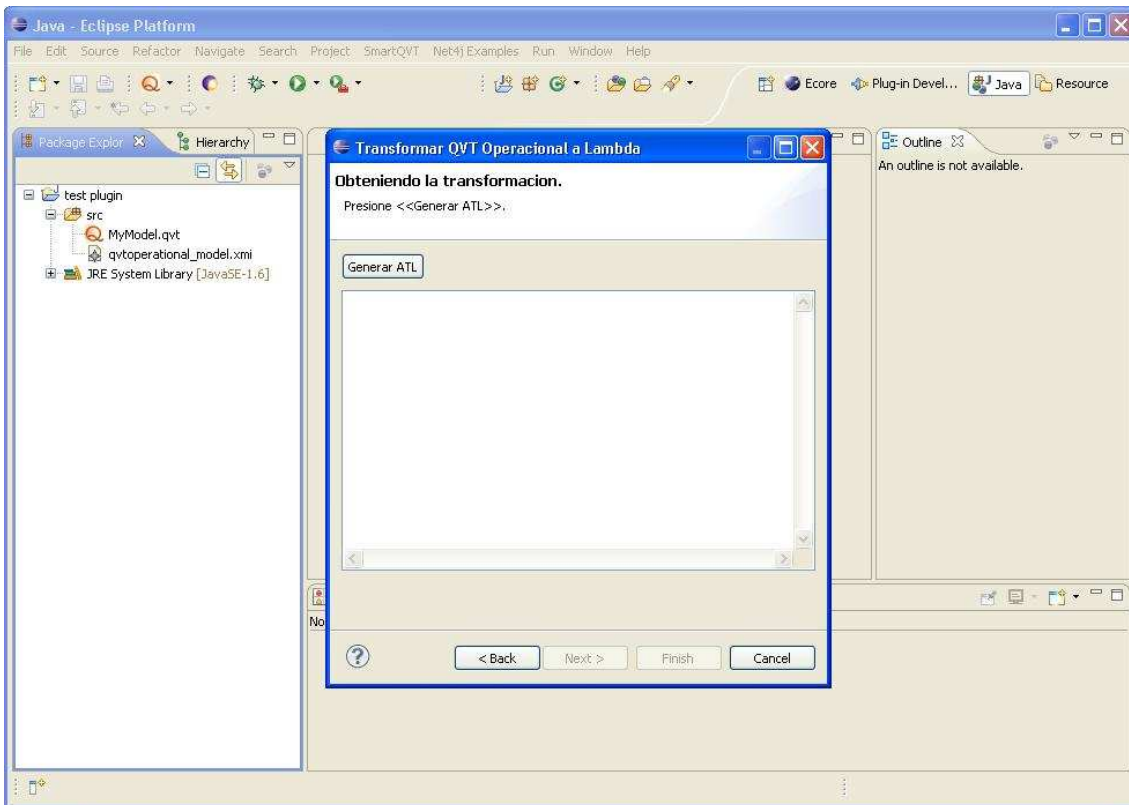 Java - Eclipse Platform
File Edit Source Refactor Navigate Search Project SmartQVT Net4j Examples Run Window Help
Ecore Plug-in Devel... Java Resource
Package Explor Hierarchy
test plugin
src
MyModel.qvt
qvtoperational_model.xmi
JRE System Library [JavaSE-1.6]
Transformar QVT Operacional a Lambda
Obteniendo la transformacion.
Presione <<Generar ATL>>.
Generar ATL
< Back Next > Finish Cancel
Outline
An outline is not available.
No